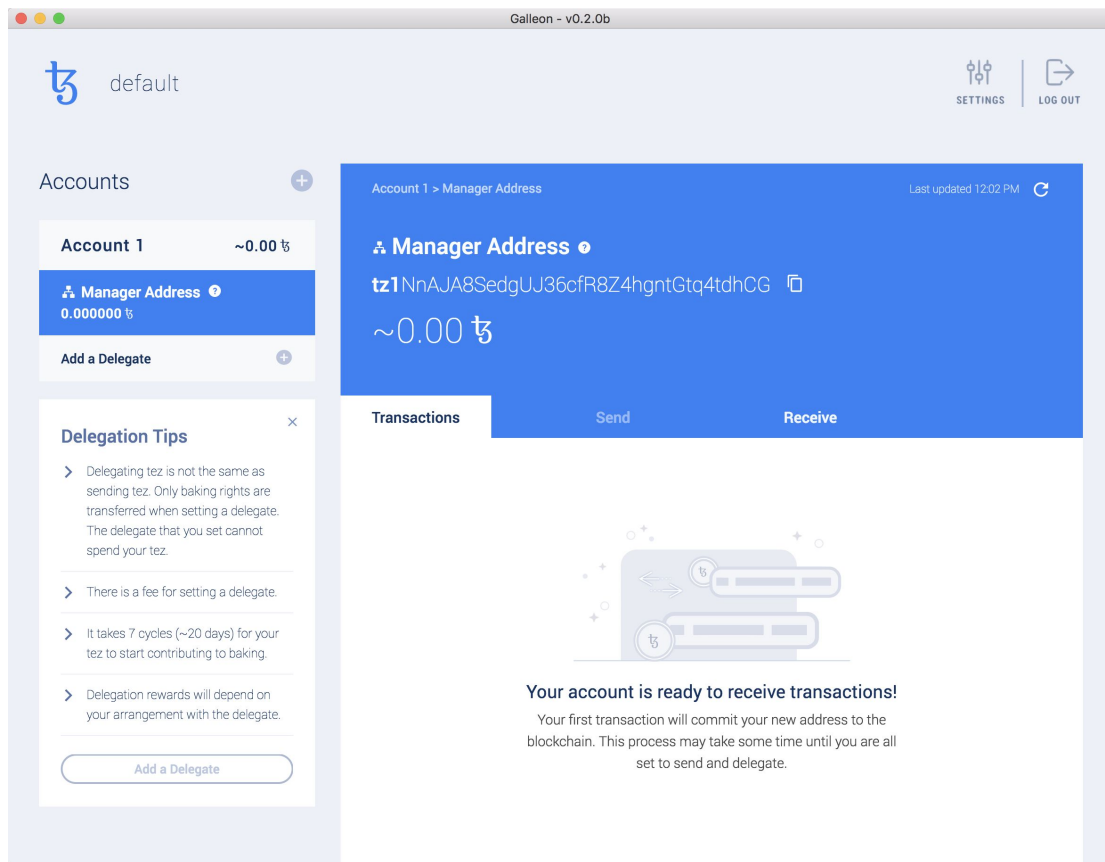 Galleon - v0.2.0b
default
SETTINGS
LOG OUT
Accounts
Account 1
~0.00 ꜩ
Manager Address
0.000000 ꜩ
Add a Delegate
Delegation Tips
Delegating tez is not the same as
sending tez. Only baking rights are
transferred when setting a delegate.
The delegate that you set cannot
spend your tez.
There is a fee for setting a delegate.
It takes 7 cycles (~20 days) for your
tez to start contributing to baking.
Delegation rewards will depend on
your arrangement with the delegate.
Add a Delegate
Account 1 > Manager Address
Last updated 12:02 PM
Manager Address
tz1NnAJA8SedgUJ36cfR8Z4hgntGtq4tdhCG
~0.00 ꜩ
Transactions
Send
Receive
Your account is ready to receive transactions!
Your first transaction will commit your new address to the
blockchain. This process may take some time until you are all
set to send and delegate.